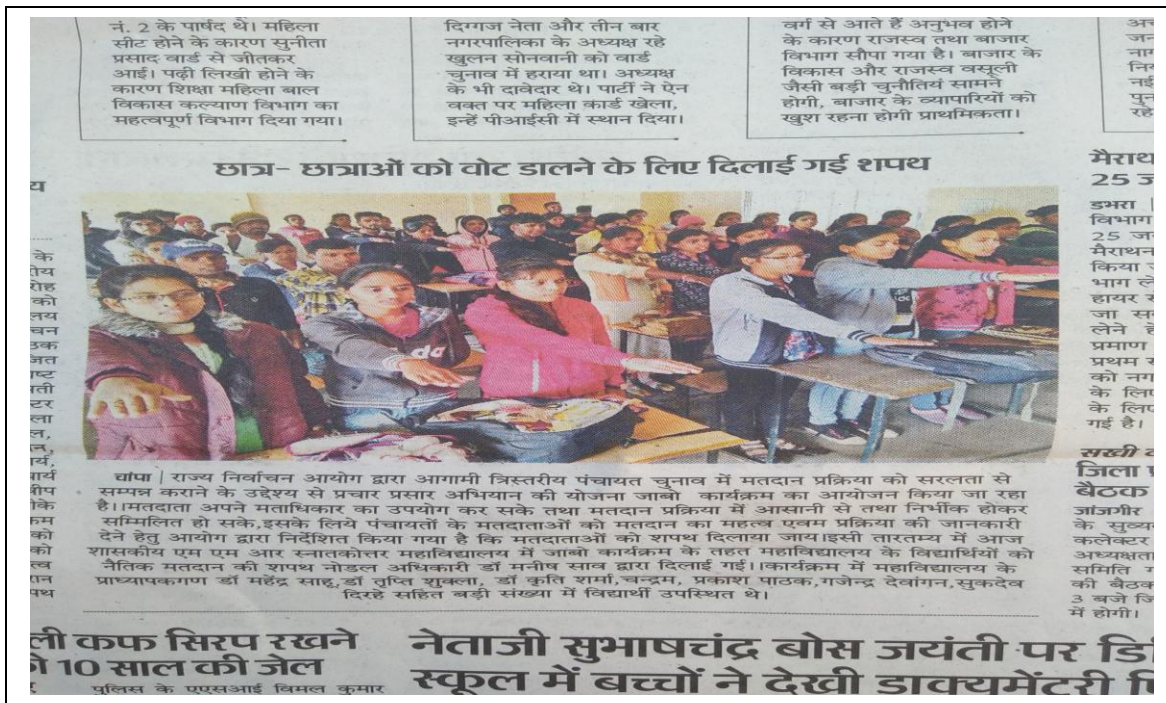 नं. 2 के पार्षद थे। महिला
सीट होने के कारण सुनीता
प्रसाद वार्ड से जीतकर
आई। पढ़ी लिखी होने के
कारण शिक्षा महिला बाल
विकास कल्याण विभाग का
महत्वपूर्ण विभाग दिया गया।
दिग्गज नेता और तीन बार
नगरपालिका के अध्यक्ष रहे
खुलन सोनवानी को वार्ड
चुनाव में हराया था। अध्यक्ष
के भी दावेदार थे। पार्टी ने ऐन
वक्त पर महिला कार्ड खेला,
इन्हें पीआईसी में स्थान दिया।
वर्ग से आते हैं अनुभव होने
के कारण राजस्व तथा बाजार
विभाग सौपा गया है। बाजार के
विकास और राजस्व वसूली
जैसी बड़ी चुनौतियं सामने
होगी, बाजार के व्यापारियों को
खुश रहना होगी प्राथमिकता।
छात्र- छात्राओं को वोट डालने के लिए दिलाई गई शपथ
चांपा | राज्य निर्वाचन आयोग द्वारा आगामी त्रिस्तरीय पंचायत चुनाव में मतदान प्रक्रिया को सरलता से
सम्पन्न कराने के उद्देश्य से प्रचार प्रसार अभियान की योजना जाबो कार्यक्रम का आयोजन किया जा रहा
है।।मतदाता अपने मताधिकार का उपयोग कर सके तथा मतदान प्रक्रिया में आसानी से तथा निर्भीक होकर
सम्मिलित हो सके,इसके लिये पंचायतों के मतदाताओं को मतदान का महत्व एवम प्रक्रिया की जानकारी
देने हेतु आयोग द्वारा निर्देशित किया गया है कि मतदाताओं को शपथ दिलाया जाय।इसी तारतम्य में आज
शासकीय एम एम आर स्नातकोत्तर महाविद्यालय में जाबो कार्यक्रम के तहत महाविद्यालय के विद्यार्थियों को
नैतिक मतदान की शपथ नोडल अधिकारी डॉ मनीष साव द्वारा दिलाई गई।।कार्यक्रम में महाविद्यालय के
प्राध्यापकगण डॉ महेंद्र साहू,डॉ तृप्ति शुक्ला, डॉ कृति शर्मा,चन्द्रम, प्रकाश पाठक,गजेन्द्र देवांगन,सुकदेव
दिरहे सहित बड़ी संख्या में विद्यार्थी उपस्थित थे।
मैराथ
25 ज
डभरा |
विभाग
25 जन
मैराथन
किया ज
भाग ले
हायर से
जा सक
लेने हे
प्रमाण
प्रथम स
को नग
के लिए
के लिए
गई है।
सखी व
जिला प
बैठक
जांजगीर
के सुव्य
कलेक्टर
अध्यक्षता
समिति ग
की बैठक
3 बजे जि
में होगी।
ली कफ सिरप रखने
10 साल की जेल
पुलिस के एएसआई विमल कुमार
नेताजी सुभाषचंद्र बोस जयंती पर डि
स्कूल में बच्चों ने देखी डाक्यूमेंटरी फि